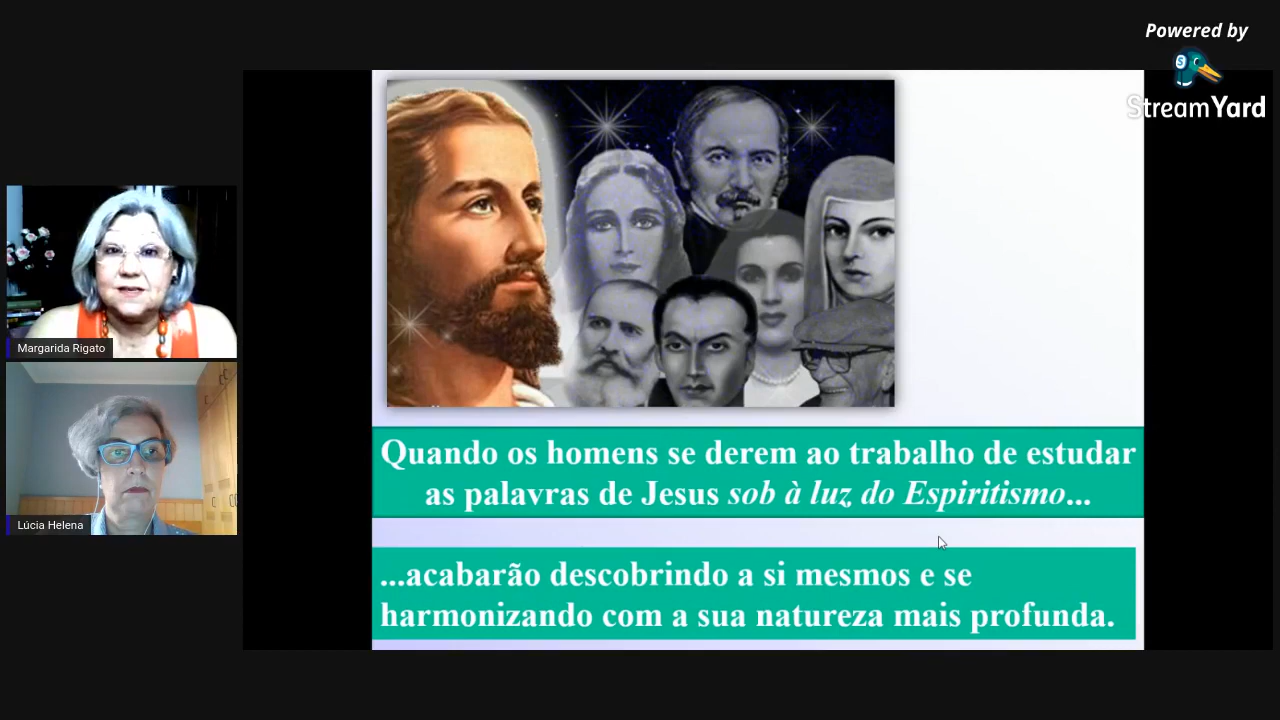 Powered by
StreamYard
Margarida Rigato
Lúcia Helena
Quando os homens se derem ao trabalho de estudar
as palavras de Jesus sob à luz do Espiritismo...
...acabarão descobrindo a si mesmos e se
harmonizando com a sua natureza mais profunda.